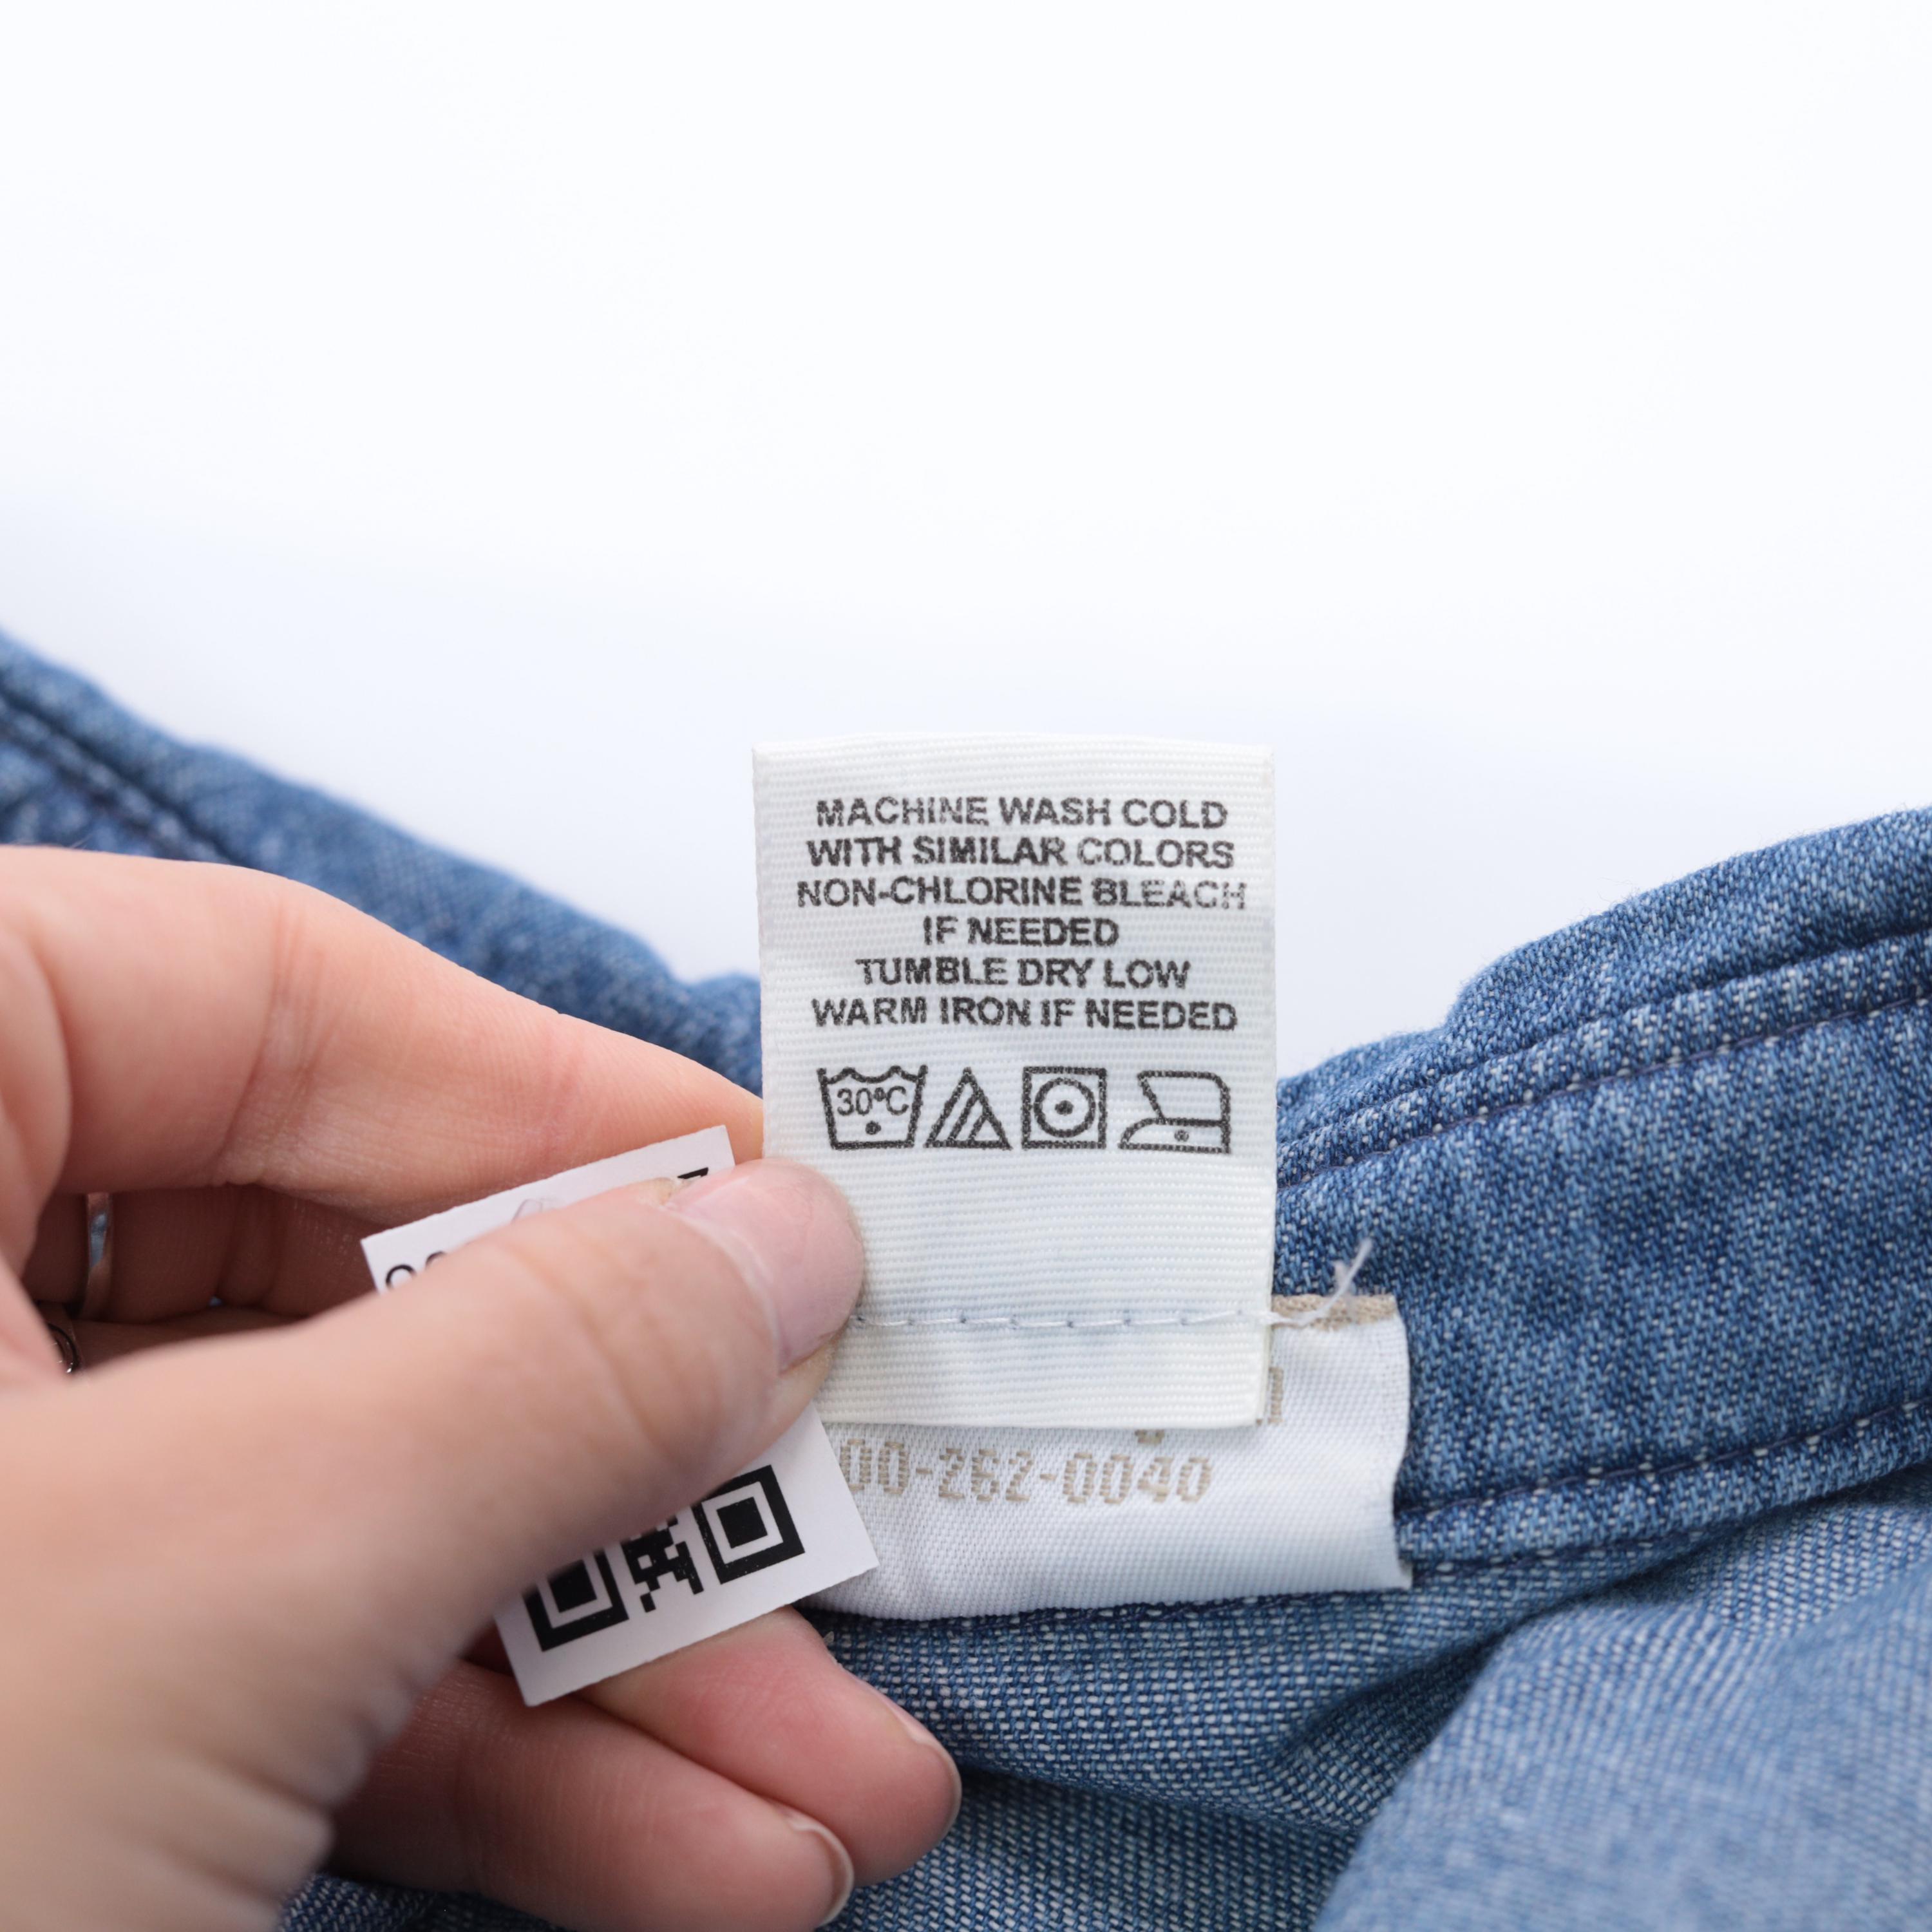 MACHINE WASH COLD
WITH SIMILAR COLORS
NON-CHLORINE BLEACH
IF NEEDED
TUMBLE DRY LOW
WARM IRON IF NEEDED
30°C
00-262-0040